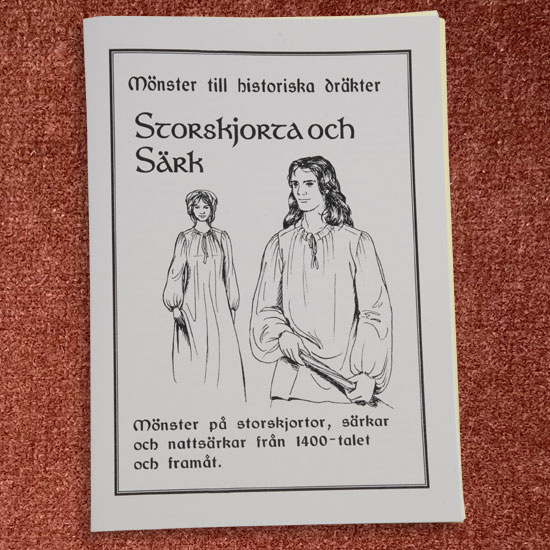 Mönster till historiska dräkter
Storskjorta och
Särk
Mönster på storskjortor, särkar
och nattsärkar från 1400-talet
och framåt.